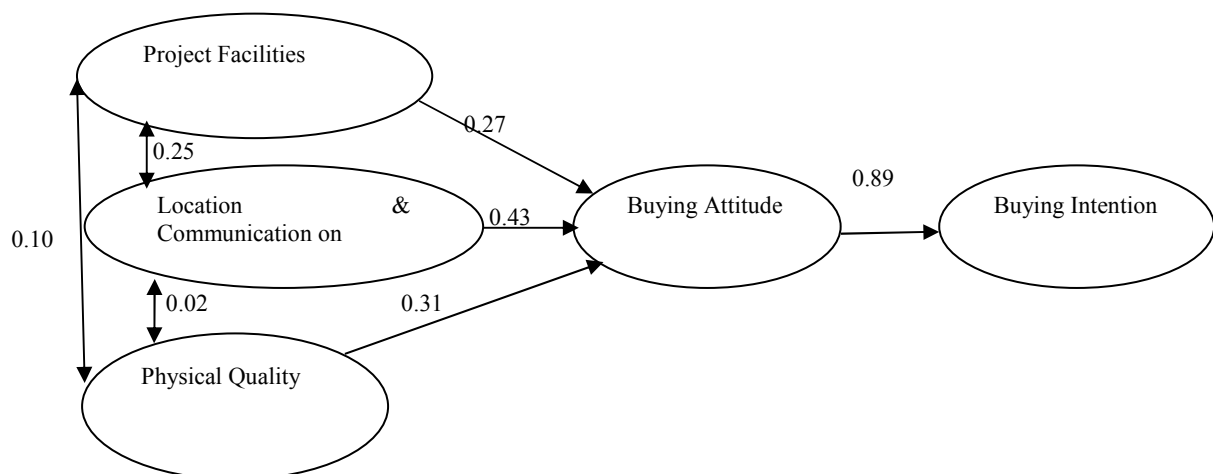 Project Facilities
0.27
0.25
Location &
Communication on
0.43
Buying Attitude
0.89
Buying Intention
0.10
0.02
0.31
Physical Quality